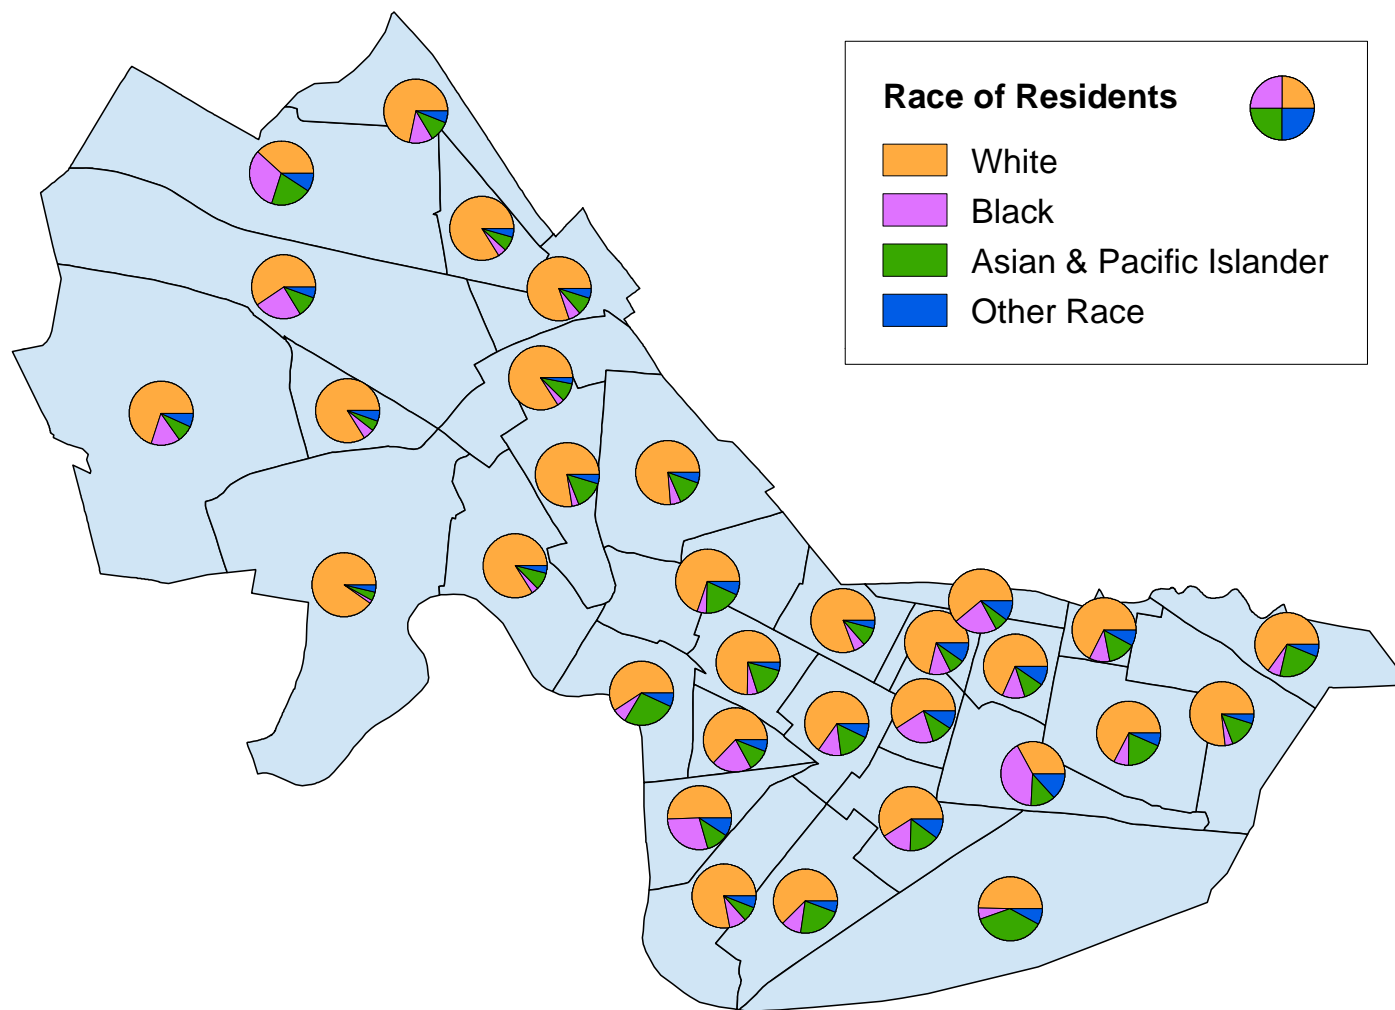 Race of Residents
White
Black
Asian & Pacific Islander
Other Race